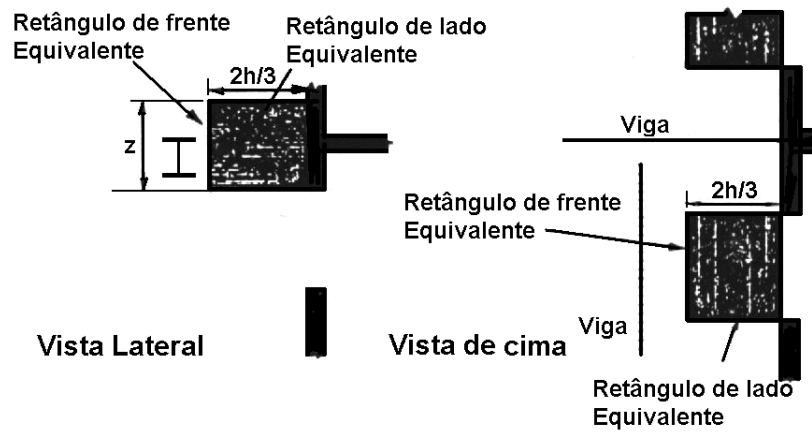 Retângulo de frente
Equivalente
Retângulo de lado
Equivalente
2h/3
z
Vista Lateral
Viga
2h/3
Retângulo de frente
Equivalente
Viga
Vista de cima
Retângulo de lado
Equivalente